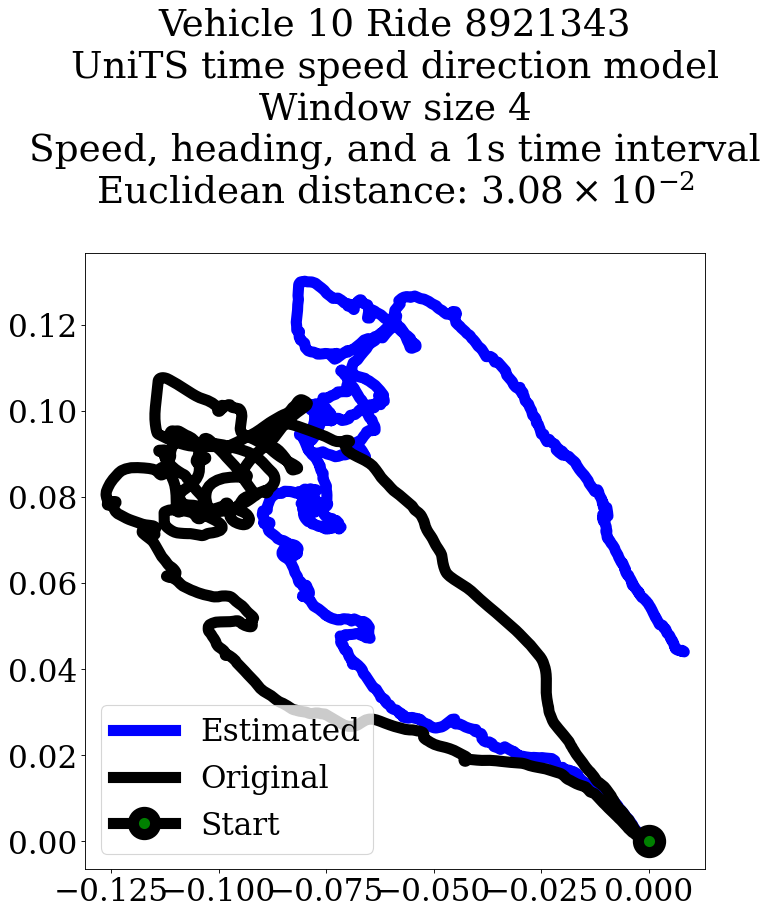 Vehicle 10 Ride 8921343
UniTS time speed direction model
Window size 4
Speed, heading, and a 1s time interval
Euclidean distance: 3.08 × 10⁻²
0.12
0.10
0.08
0.06
0.04
0.02
0.00
Estimated
Original
Start
−0.125 −0.100 −0.075 −0.050 −0.025 0.000